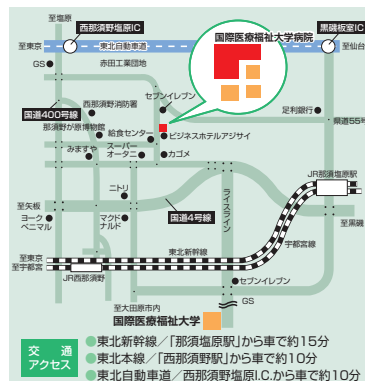 至塩原
西那須野塩原IC
黒磯板室IC
国際医療福祉大学病院
至東京
東北自動車道
至仙台
GS
赤田工業団地
セブンイレブン
西那須野消防署
足利銀行
国道400号線
県道55号
那須野が原博物館
給食センター
ビジネスホテルアジサイ
みますや
スーパー
オータニ
カゴメ
JR那須塩原駅
ニトリ
ライスライン
至矢板
ヨーク
ベニマル
マクド
ナルド
国道4号線
至黒磯
宇都宮線
東北新幹線
至東京
至宇都宮
JR西那須野
セブンイレブン
GS
至大田原市内
国際医療福祉大学
交通
アクセス
●東北新幹線／「那須塩原駅」から車で約15分
●東北本線／「西那須野駅」から車で約10分
●東北自動車道／西那須野塩原I.C.から車で約10分